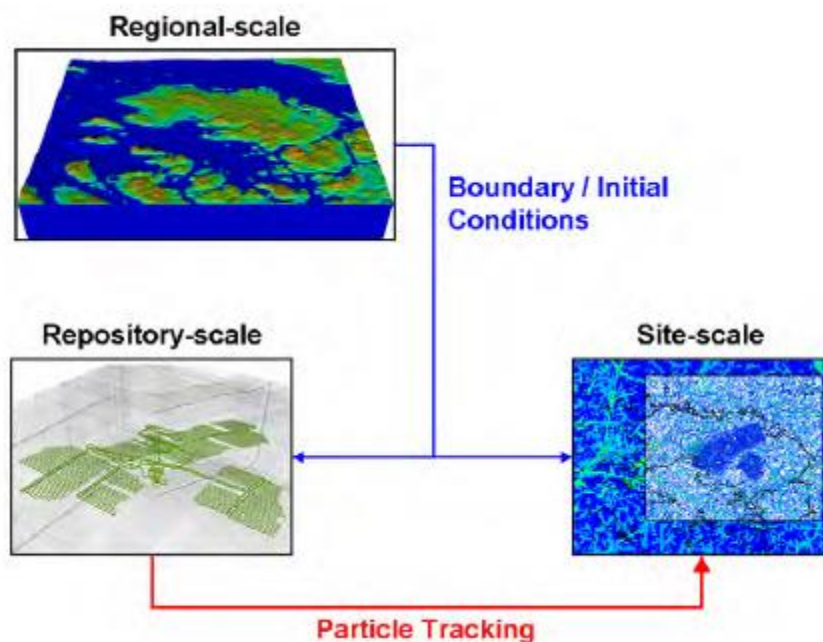 Regional-scale
Boundary / Initial
Conditions
Repository-scale
Site-scale
Particle Tracking